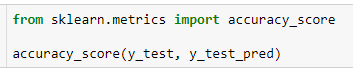 from sklearn.metrics import accuracy_score
accuracy_score(y_test, y_test_pred)